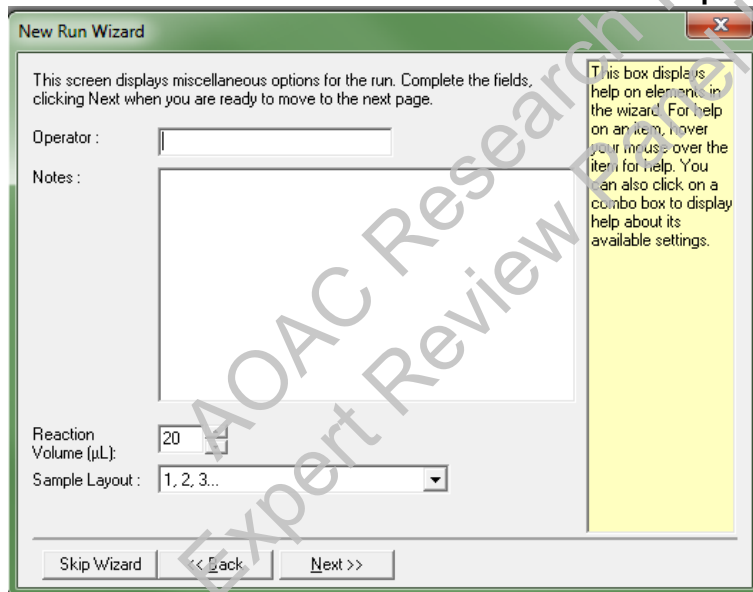 New Run Wizard
This screen displays miscellaneous options for the run. Complete the fields,
clicking Next when you are ready to move to the next page.
Operator :
Notes :
Reaction
Volume (µL):
20
Sample Layout :
1, 2, 3...
Skip Wizard
<< Back
Next >>
This box displays
help on elements in
the wizard. For help
on an item, hover
your mouse over the
item for help. You
can also click on a
combo box to display
help about its
available settings.
AOAC Research
Expert Review Panel